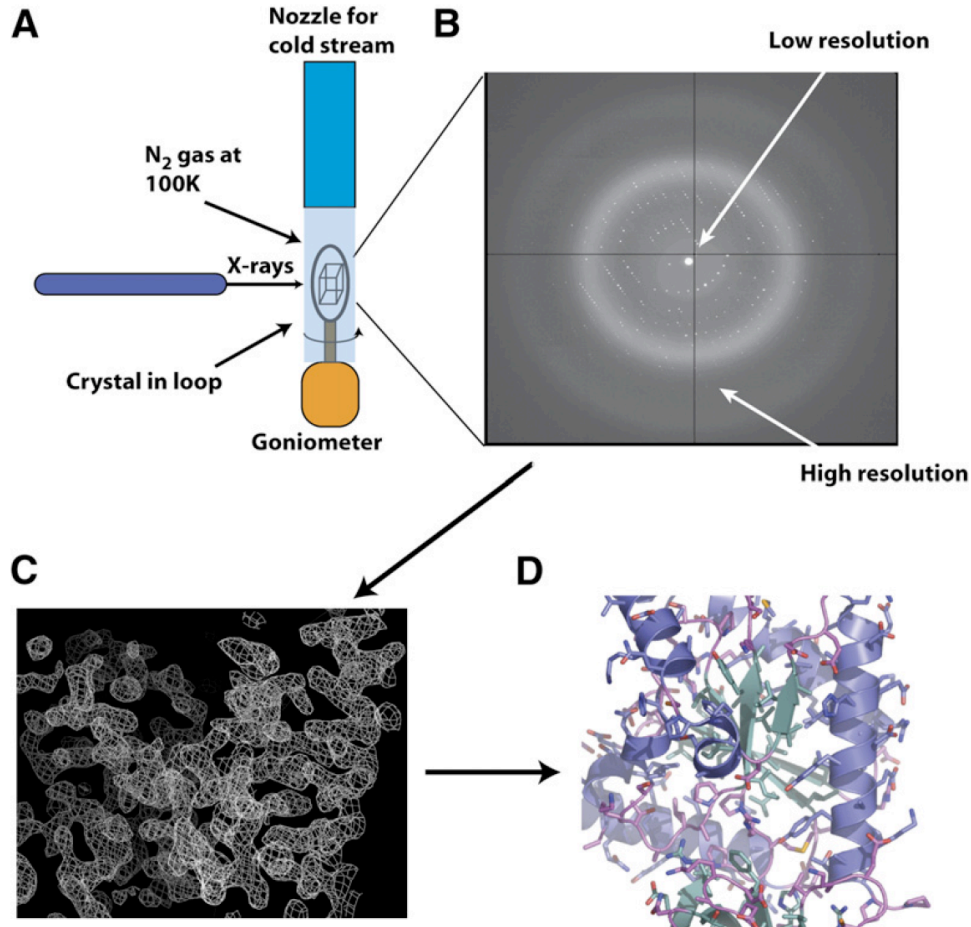 A
Nozzle for
cold stream
N₂ gas at
100K
X-rays
Crystal in loop
Goniometer
B
Low resolution
High resolution
C
D